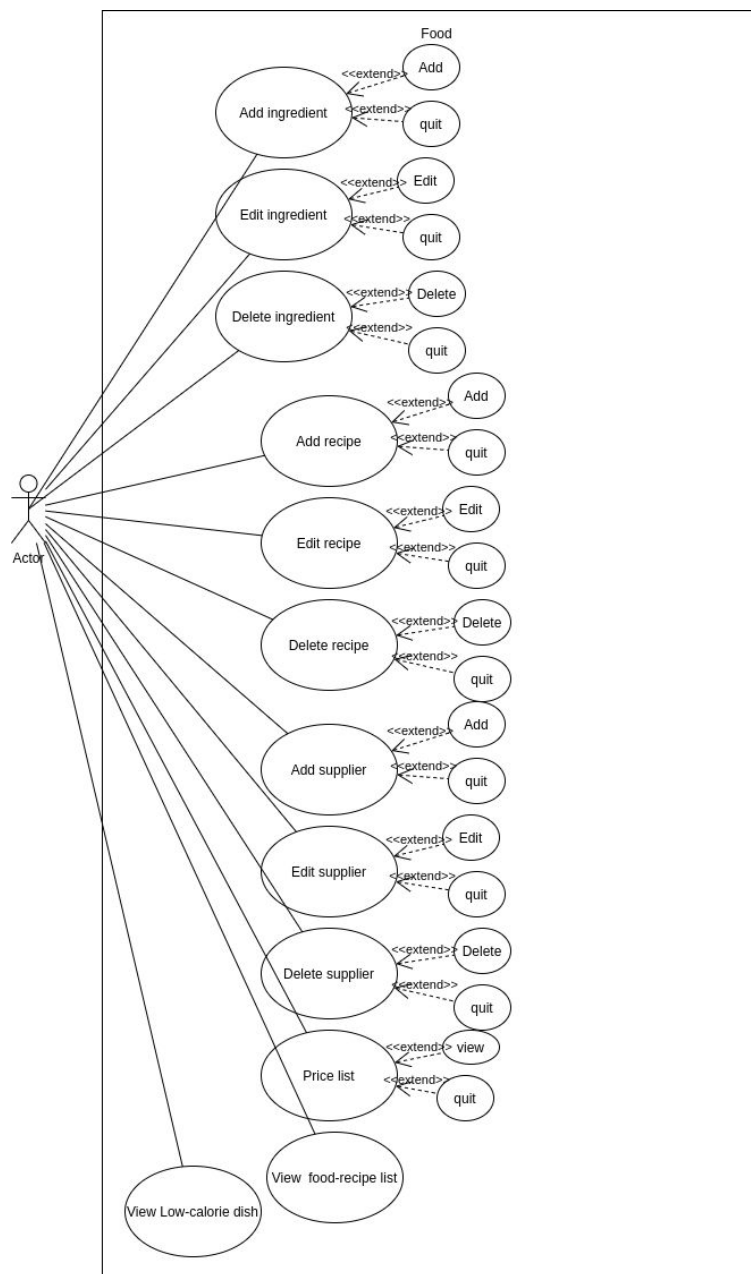 Food
<<extend>>
Add
Add ingredient
<<extend>>
quit
<<extend>>
Edit
Edit ingredient
<<extend>>
quit
<<extend>>
Delete
Delete ingredient
<<extend>>
quit
<<extend>>
Add
Add recipe
<<extend>>
quit
<<extend>>
Edit
Edit recipe
<<extend>>
quit
Actor
<<extend>>
Delete
Delete recipe
<<extend>>
quit
<<extend>>
Add
Add supplier
<<extend>>
quit
<<extend>>
Edit
Edit supplier
<<extend>>
quit
<<extend>>
Delete
Delete supplier
<<extend>>
quit
<<extend>>
view
Price list
<<extend>>
quit
View food-recipe list
View Low-calorie dish